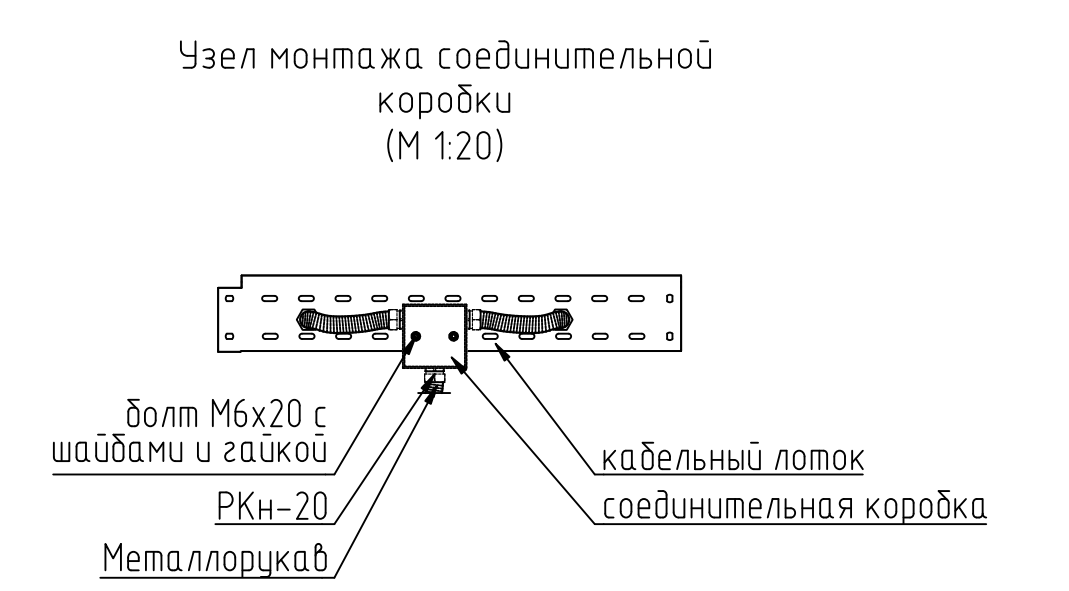 Узел монтажа соединительной
коробки
(М 1:20)
болт М6х20 с
шайбами и гайкой
РКн-20
Металлорукав
кабельный лоток
соединительная коробка